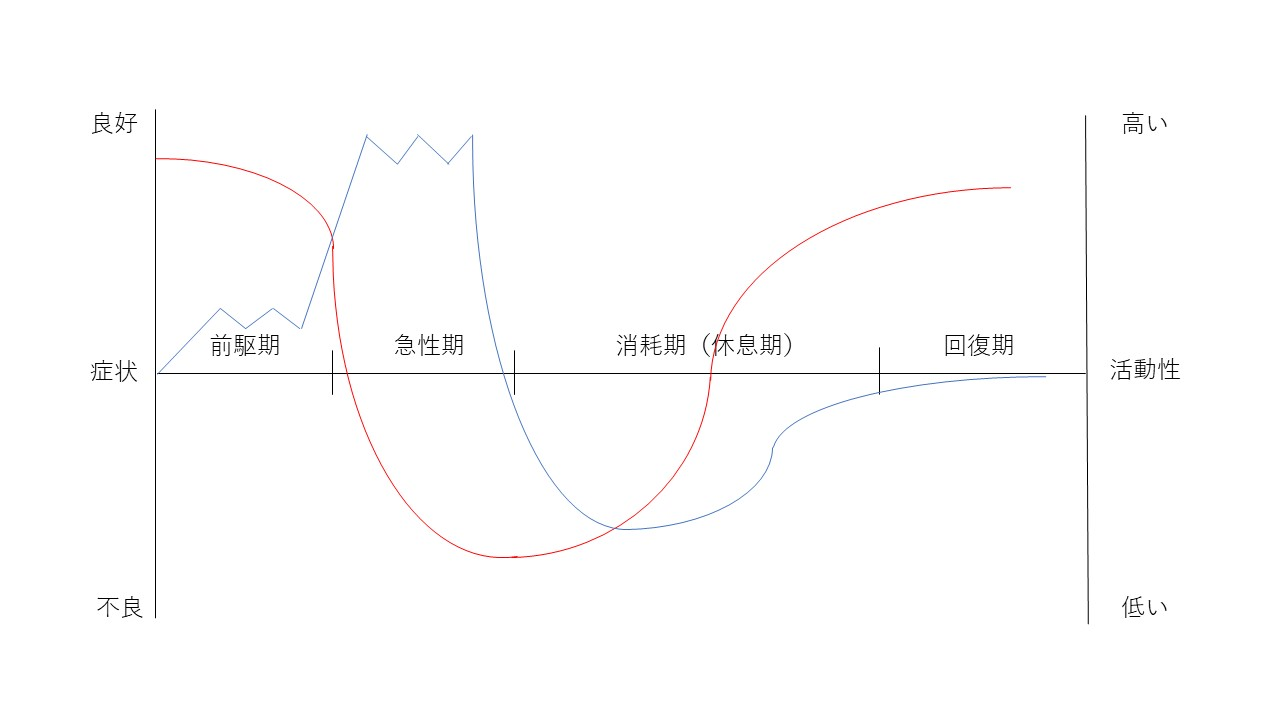 良好
高い
前駆期
急性期
消耗期（休息期）
回復期
症状
活動性
不良
低い